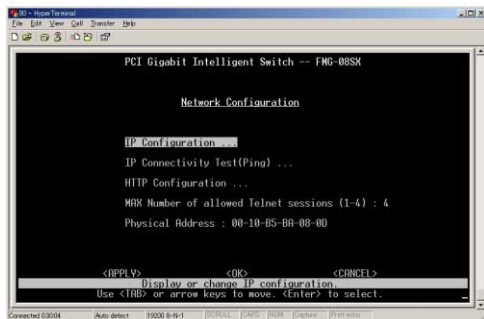 80 - HyperTerminal
File Edit View Call Transfer Help
PCI Gigabit Intelligent Switch -- FMG-08SX
Network Configuration
IP Configuration ...
IP Connectivity Test(Ping) ...
HTTP Configuration ...
MAX Number of allowed Telnet sessions (1-4) : 4
Physical Address : 00-10-B5-BA-08-0D
<APPLY> <OK> <CANCEL>
Display or change IP configuration.
Use <TAB> or arrow keys to move. <Enter> to select.
Connected 0:30:04 Auto detect 19200 8-N-1 SCROLL CAPS NUM Capture Print echo